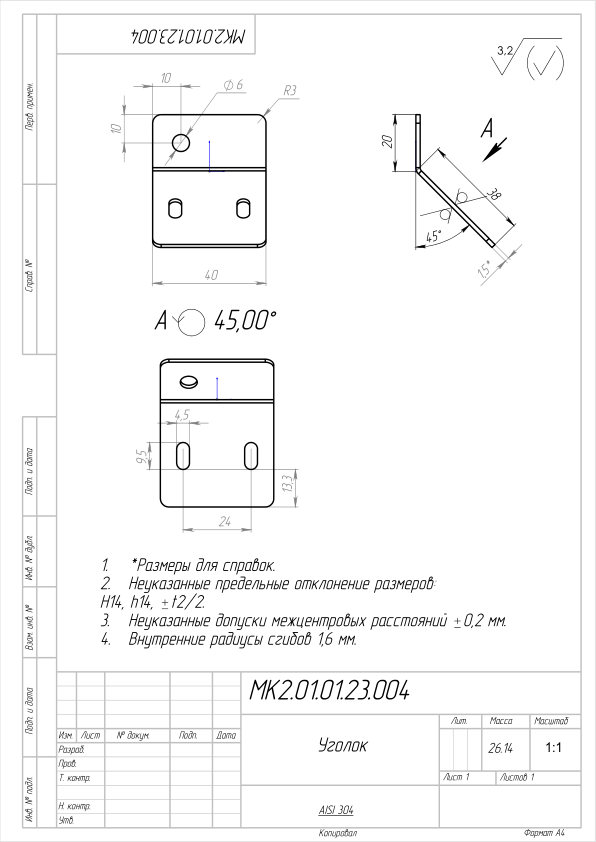 МК2.01.01.23.004
3,2
Перв. примен.
Справ. №
Подп. и дата
Инв. № дубл.
Взам. инв. №
Подп. и дата
Инв. № подл.
10
Ø 6
R3
10
40
20
А
38
45°
1,5*
А 45,00°
4,5
9,5
13,3
24
1. *Размеры для справок.
2. Неуказанные предельные отклонение размеров:
H14, h14, ±t2/2.
3. Неуказанные допуски межцентровых расстояний ±0,2 мм.
4. Внутренние радиусы сгибов 1,6 мм.
МК2.01.01.23.004
Изм. Лист № докум. Подп. Дата
Разраб.
Пров.
Т. контр.
Н. контр.
Утв.
Уголок
Лит. Масса Масштаб
26.14 1:1
Лист 1 Листов 1
AISI 304
Копировал Формат А4